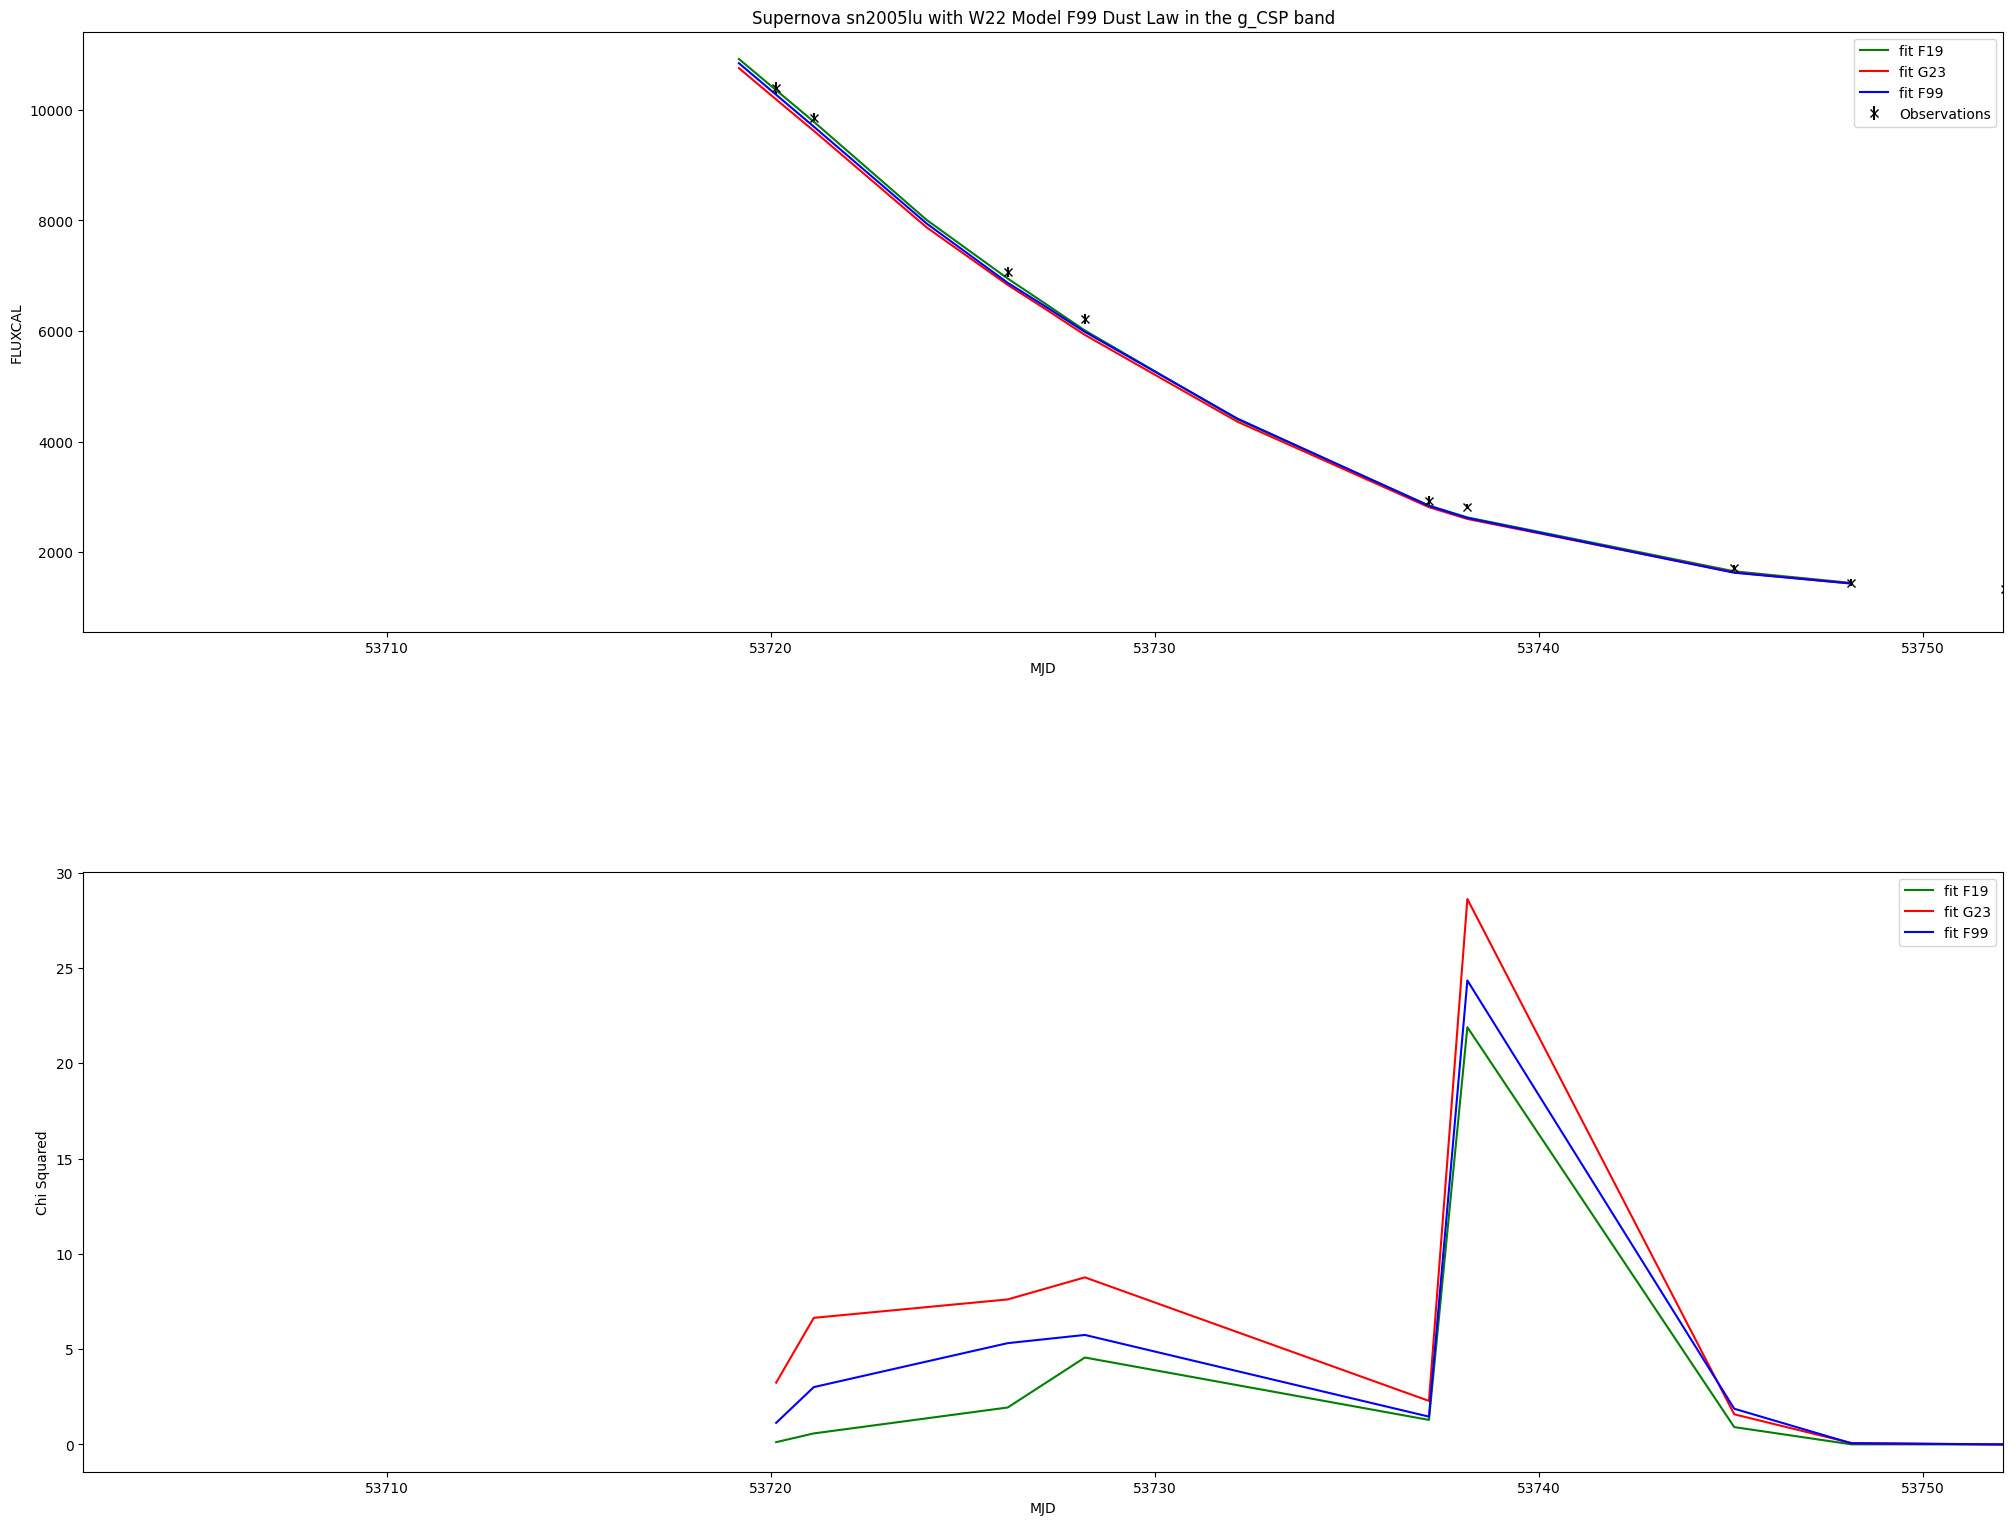 Supernova sn2005lu with W22 Model F99 Dust Law in the g_CSP band
fit F19
fit G23
fit F99
Observations
10000
8000
6000
4000
2000
FLUXCAL
53710
53720
53730
53740
53750
MJD
fit F19
fit G23
fit F99
30
25
20
15
10
5
0
Chi Squared
53710
53720
53730
53740
53750
MJD